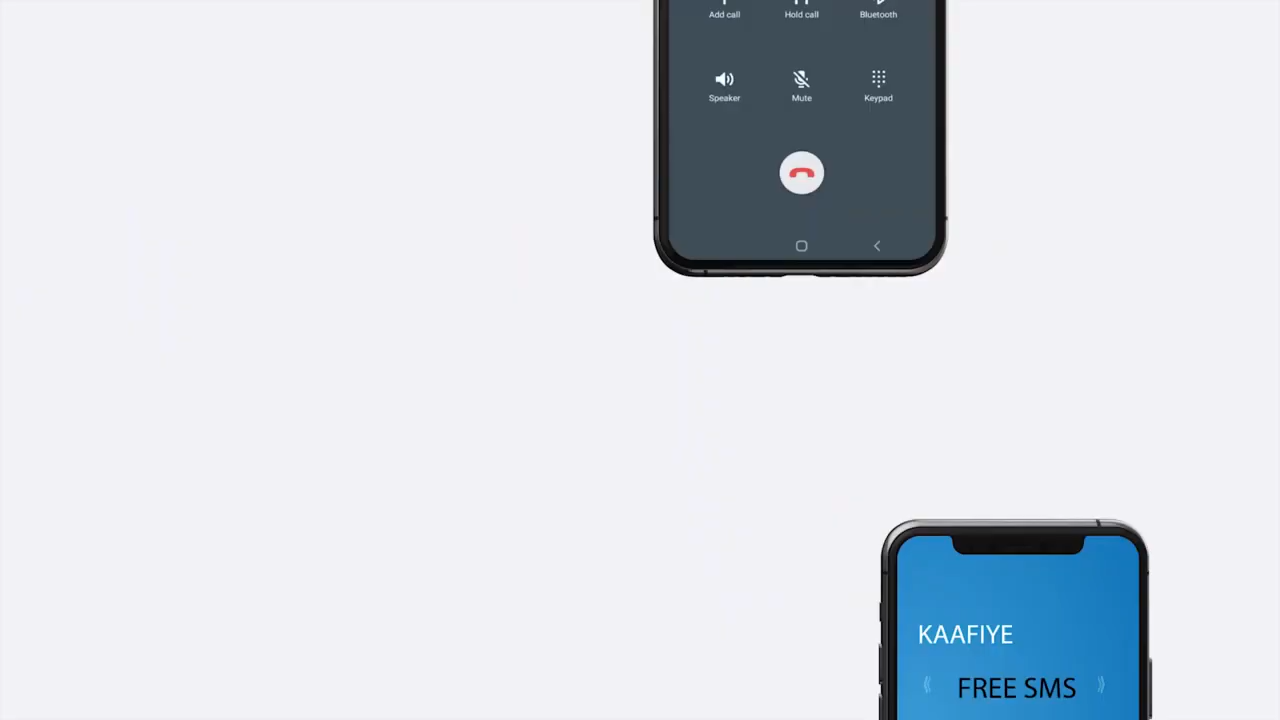 Add call Hold call Bluetooth
Speaker Mute Keypad
KAAFIYE
FREE SMS